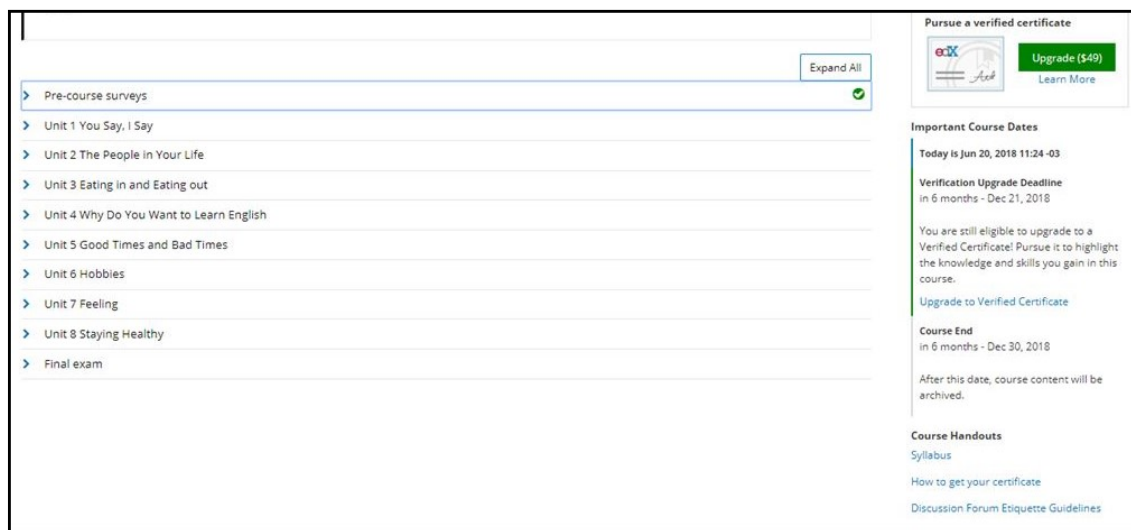 Expand All
Pre-course surveys
Unit 1 You Say, I Say
Unit 2 The People in Your Life
Unit 3 Eating in and Eating out
Unit 4 Why Do You Want to Learn English
Unit 5 Good Times and Bad Times
Unit 6 Hobbies
Unit 7 Feeling
Unit 8 Staying Healthy
Final exam
Pursue a verified certificate
edX
Upgrade ($49)
Learn More
Important Course Dates
Today is Jun 20, 2018 11:24 -03
Verification Upgrade Deadline
in 6 months - Dec 21, 2018
You are still eligible to upgrade to a
Verified Certificate! Pursue it to highlight
the knowledge and skills you gain in this
course.
Upgrade to Verified Certificate
Course End
in 6 months - Dec 30, 2018
After this date, course content will be
archived.
Course Handouts
Syllabus
How to get your certificate
Discussion Forum Etiquette Guidelines